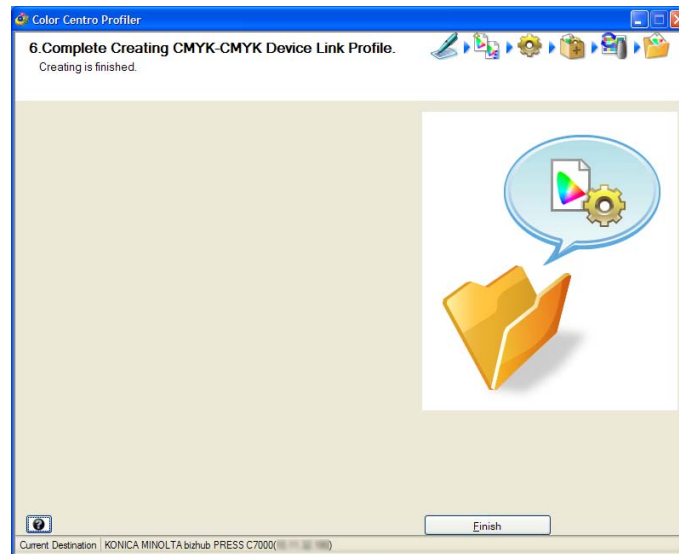 Color Centro Profiler
6.Complete Creating CMYK-CMYK Device Link Profile.
Creating is finished.
Finish
Current Destination KONICA MINOLTA bizhub PRESS C7000(